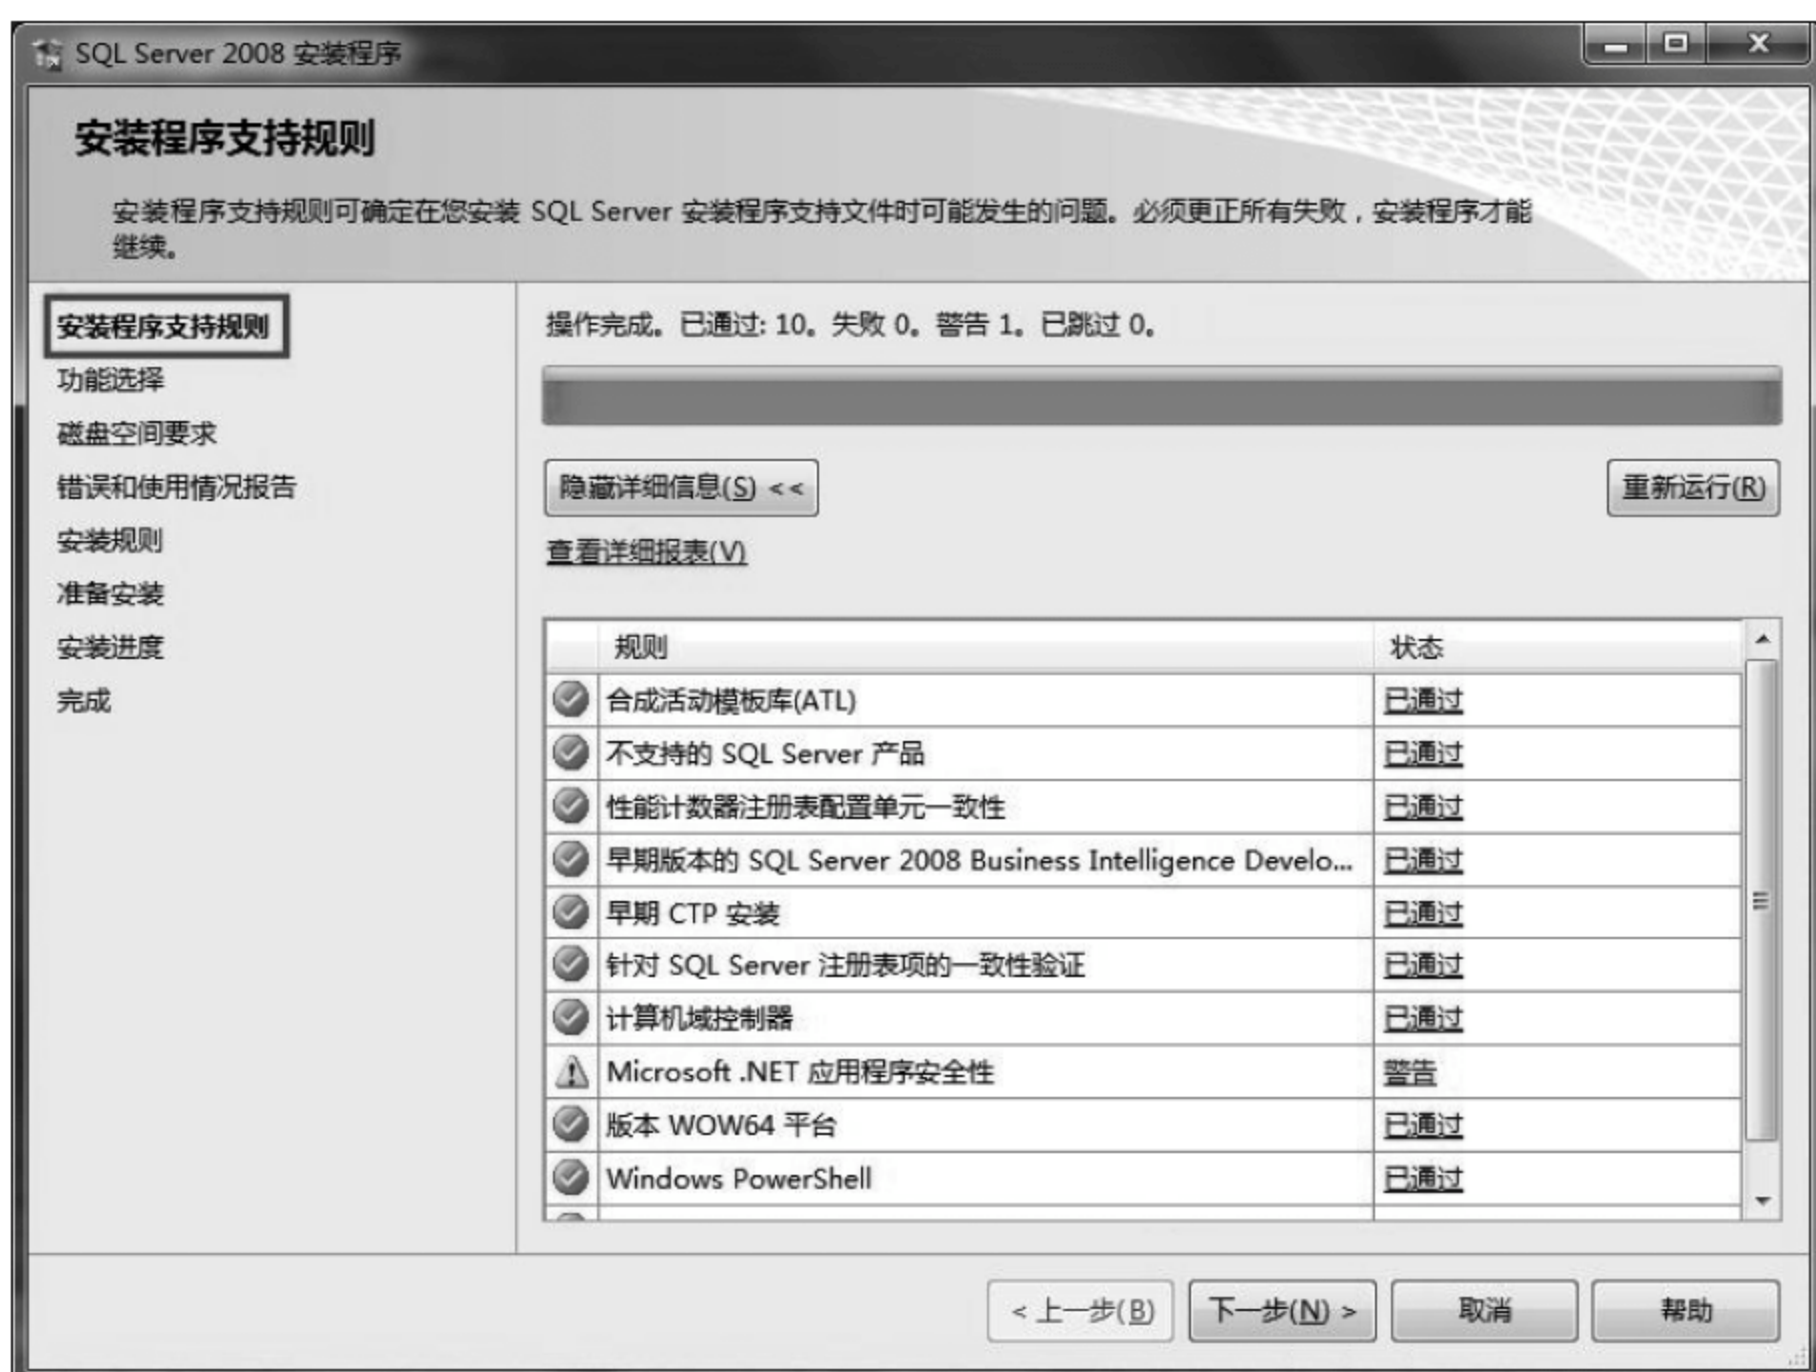 SQL Server 2008 安装程序
安装程序支持规则
安装程序支持规则可确定在您安装 SQL Server 安装程序支持文件时可能发生的问题。必须更正所有失败，安装程序才能
继续。
安装程序支持规则
功能选择
磁盘空间要求
错误和使用情况报告
安装规则
准备安装
安装进度
完成
操作完成。已通过: 10。失败 0。警告 1。已跳过 0。
隐藏详细信息(S) <<
重新运行(R)
查看详细报表(V)
规则 状态
合成活动模板库(ATL) 已通过
不支持的 SQL Server 产品 已通过
性能计数器注册表配置单元一致性 已通过
早期版本的 SQL Server 2008 Business Intelligence Develo... 已通过
早期 CTP 安装 已通过
针对 SQL Server 注册表项的一致性验证 已通过
计算机域控制器 已通过
Microsoft .NET 应用程序安全性 警告
版本 WOW64 平台 已通过
Windows PowerShell 已通过
< 上一步(B) 下一步(N) > 取消 帮助